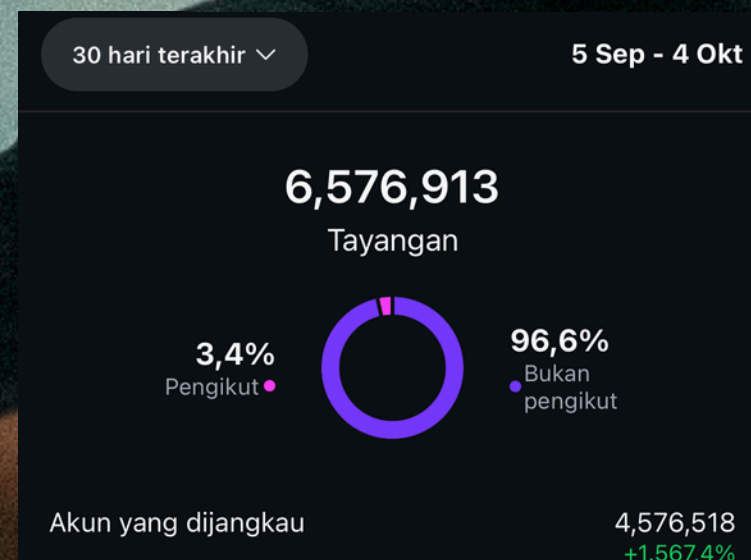 30 hari terakhir
5 Sep - 4 Okt
6,576,913
Tayangan
3,4%
Pengikut
96,6%
Bukan
pengikut
Akun yang dijangkau
4,576,518
+1.567,4%